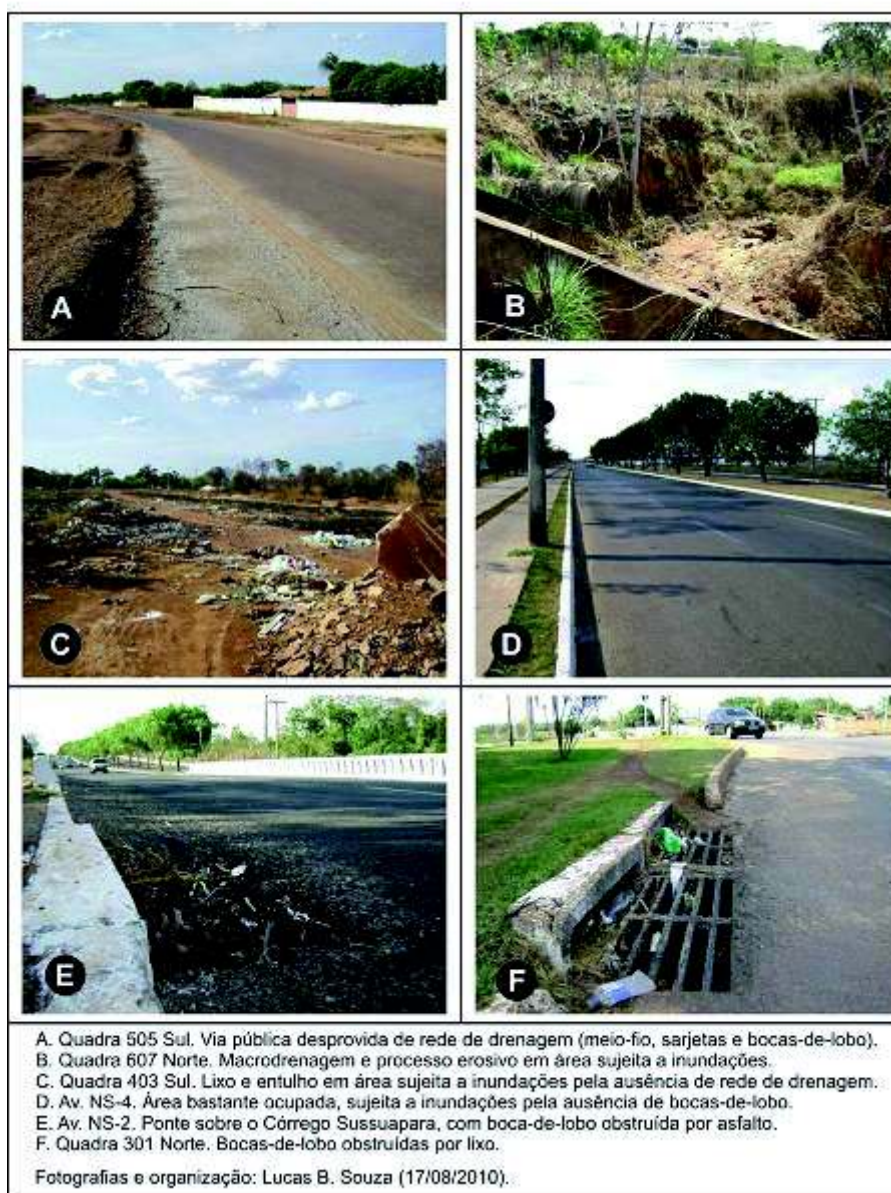 A
B
C
D
E
F
A. Quadra 505 Sul. Via pública desprovida de rede de drenagem (meio-fio, sarjetas e bocas-de-lobo).
B. Quadra 607 Norte. Macrodrenagem e processo erosivo em área sujeita a inundações.
C. Quadra 403 Sul. Lixo e entulho em área sujeita a inundações pela ausência de rede de drenagem.
D. Av. NS-4. Área bastante ocupada, sujeita a inundações pela ausência de bocas-de-lobo.
E. Av. NS-2. Ponte sobre o Córrego Sussuapara, com boca-de-lobo obstruída por asfalto.
F. Quadra 301 Norte. Bocas-de-lobo obstruídas por lixo.
Fotografias e organização: Lucas B. Souza (17/08/2010).